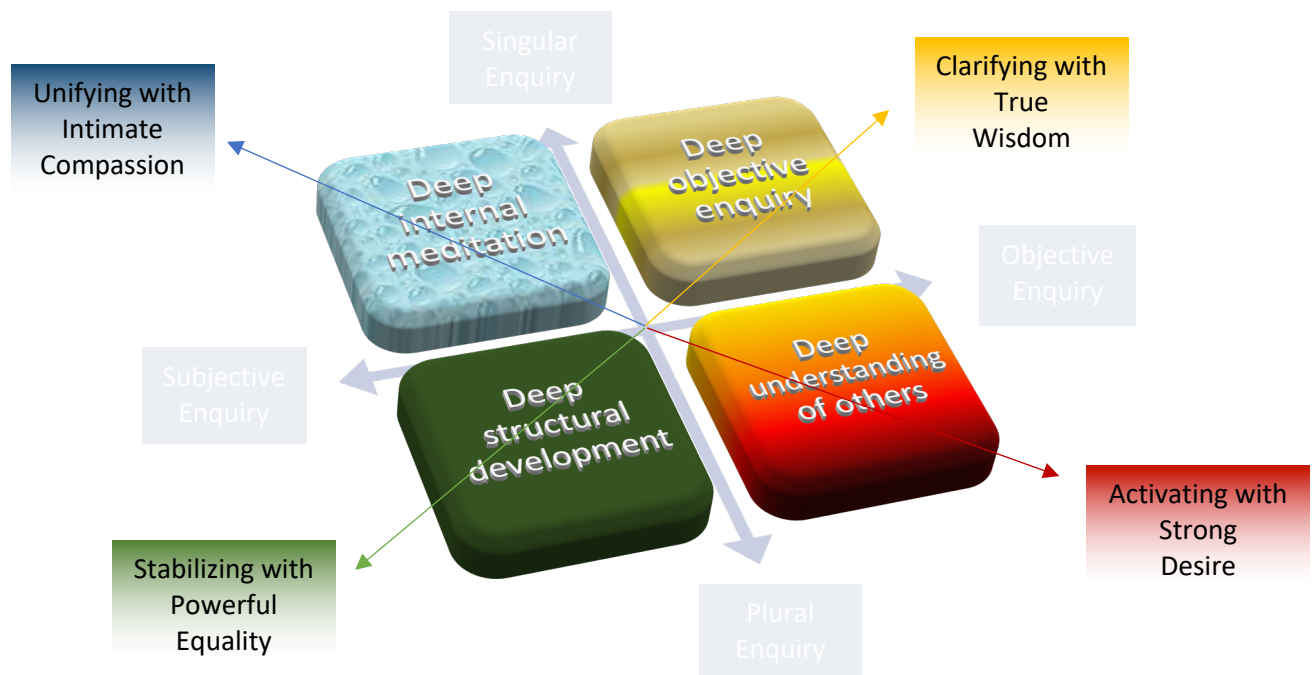 Singular
Enquiry
Clarifying with
True
Wisdom
Unifying with
Intimate
Compassion
Deep
objective
enquiry
Deep
internal
meditation
Objective
Enquiry
Subjective
Enquiry
Deep
understanding
of others
Deep
structural
development
Activating with
Strong
Desire
Stabilizing with
Powerful
Equality
Plural
Enquiry